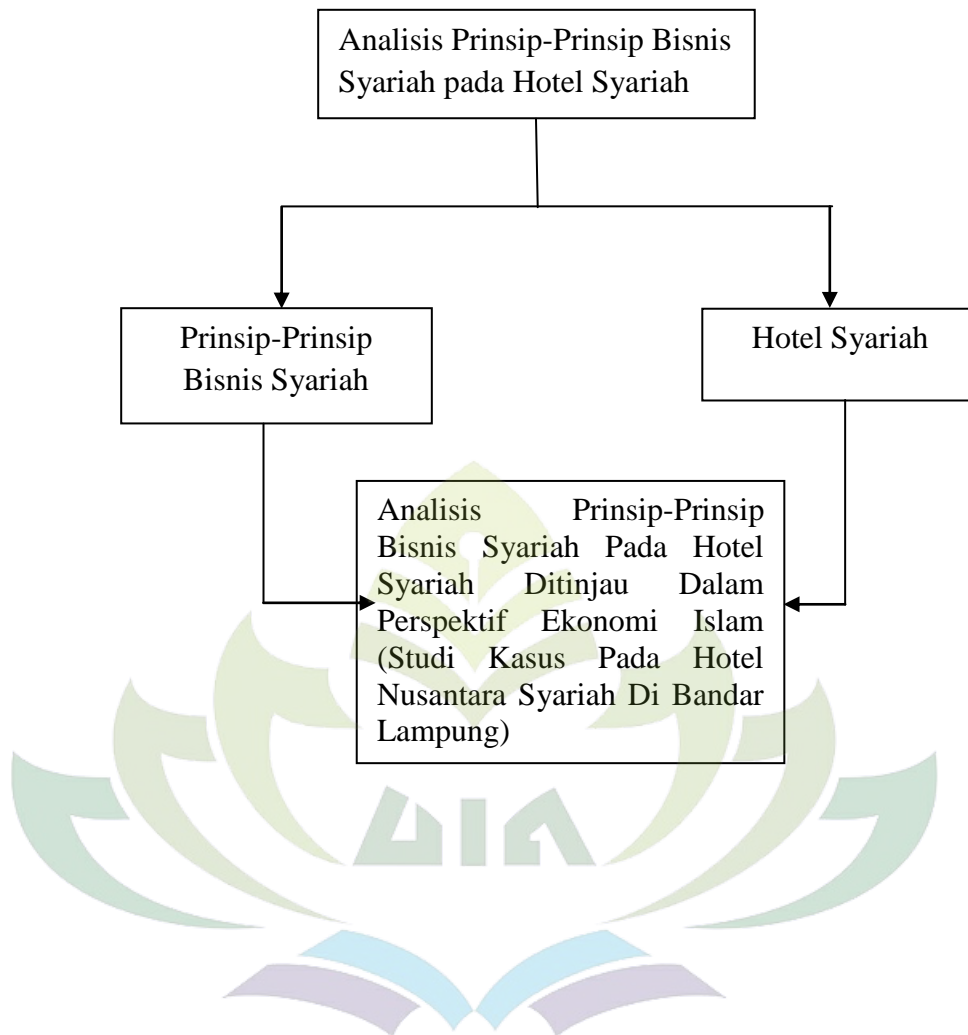 Analisis Prinsip-Prinsip Bisnis
Syariah pada Hotel Syariah
Prinsip-Prinsip
Bisnis Syariah
Hotel Syariah
Analisis Prinsip-Prinsip
Bisnis Syariah Pada Hotel
Syariah Ditinjau Dalam
Perspektif Ekonomi Islam
(Studi Kasus Pada Hotel
Nusantara Syariah Di Bandar
Lampung)
UIN